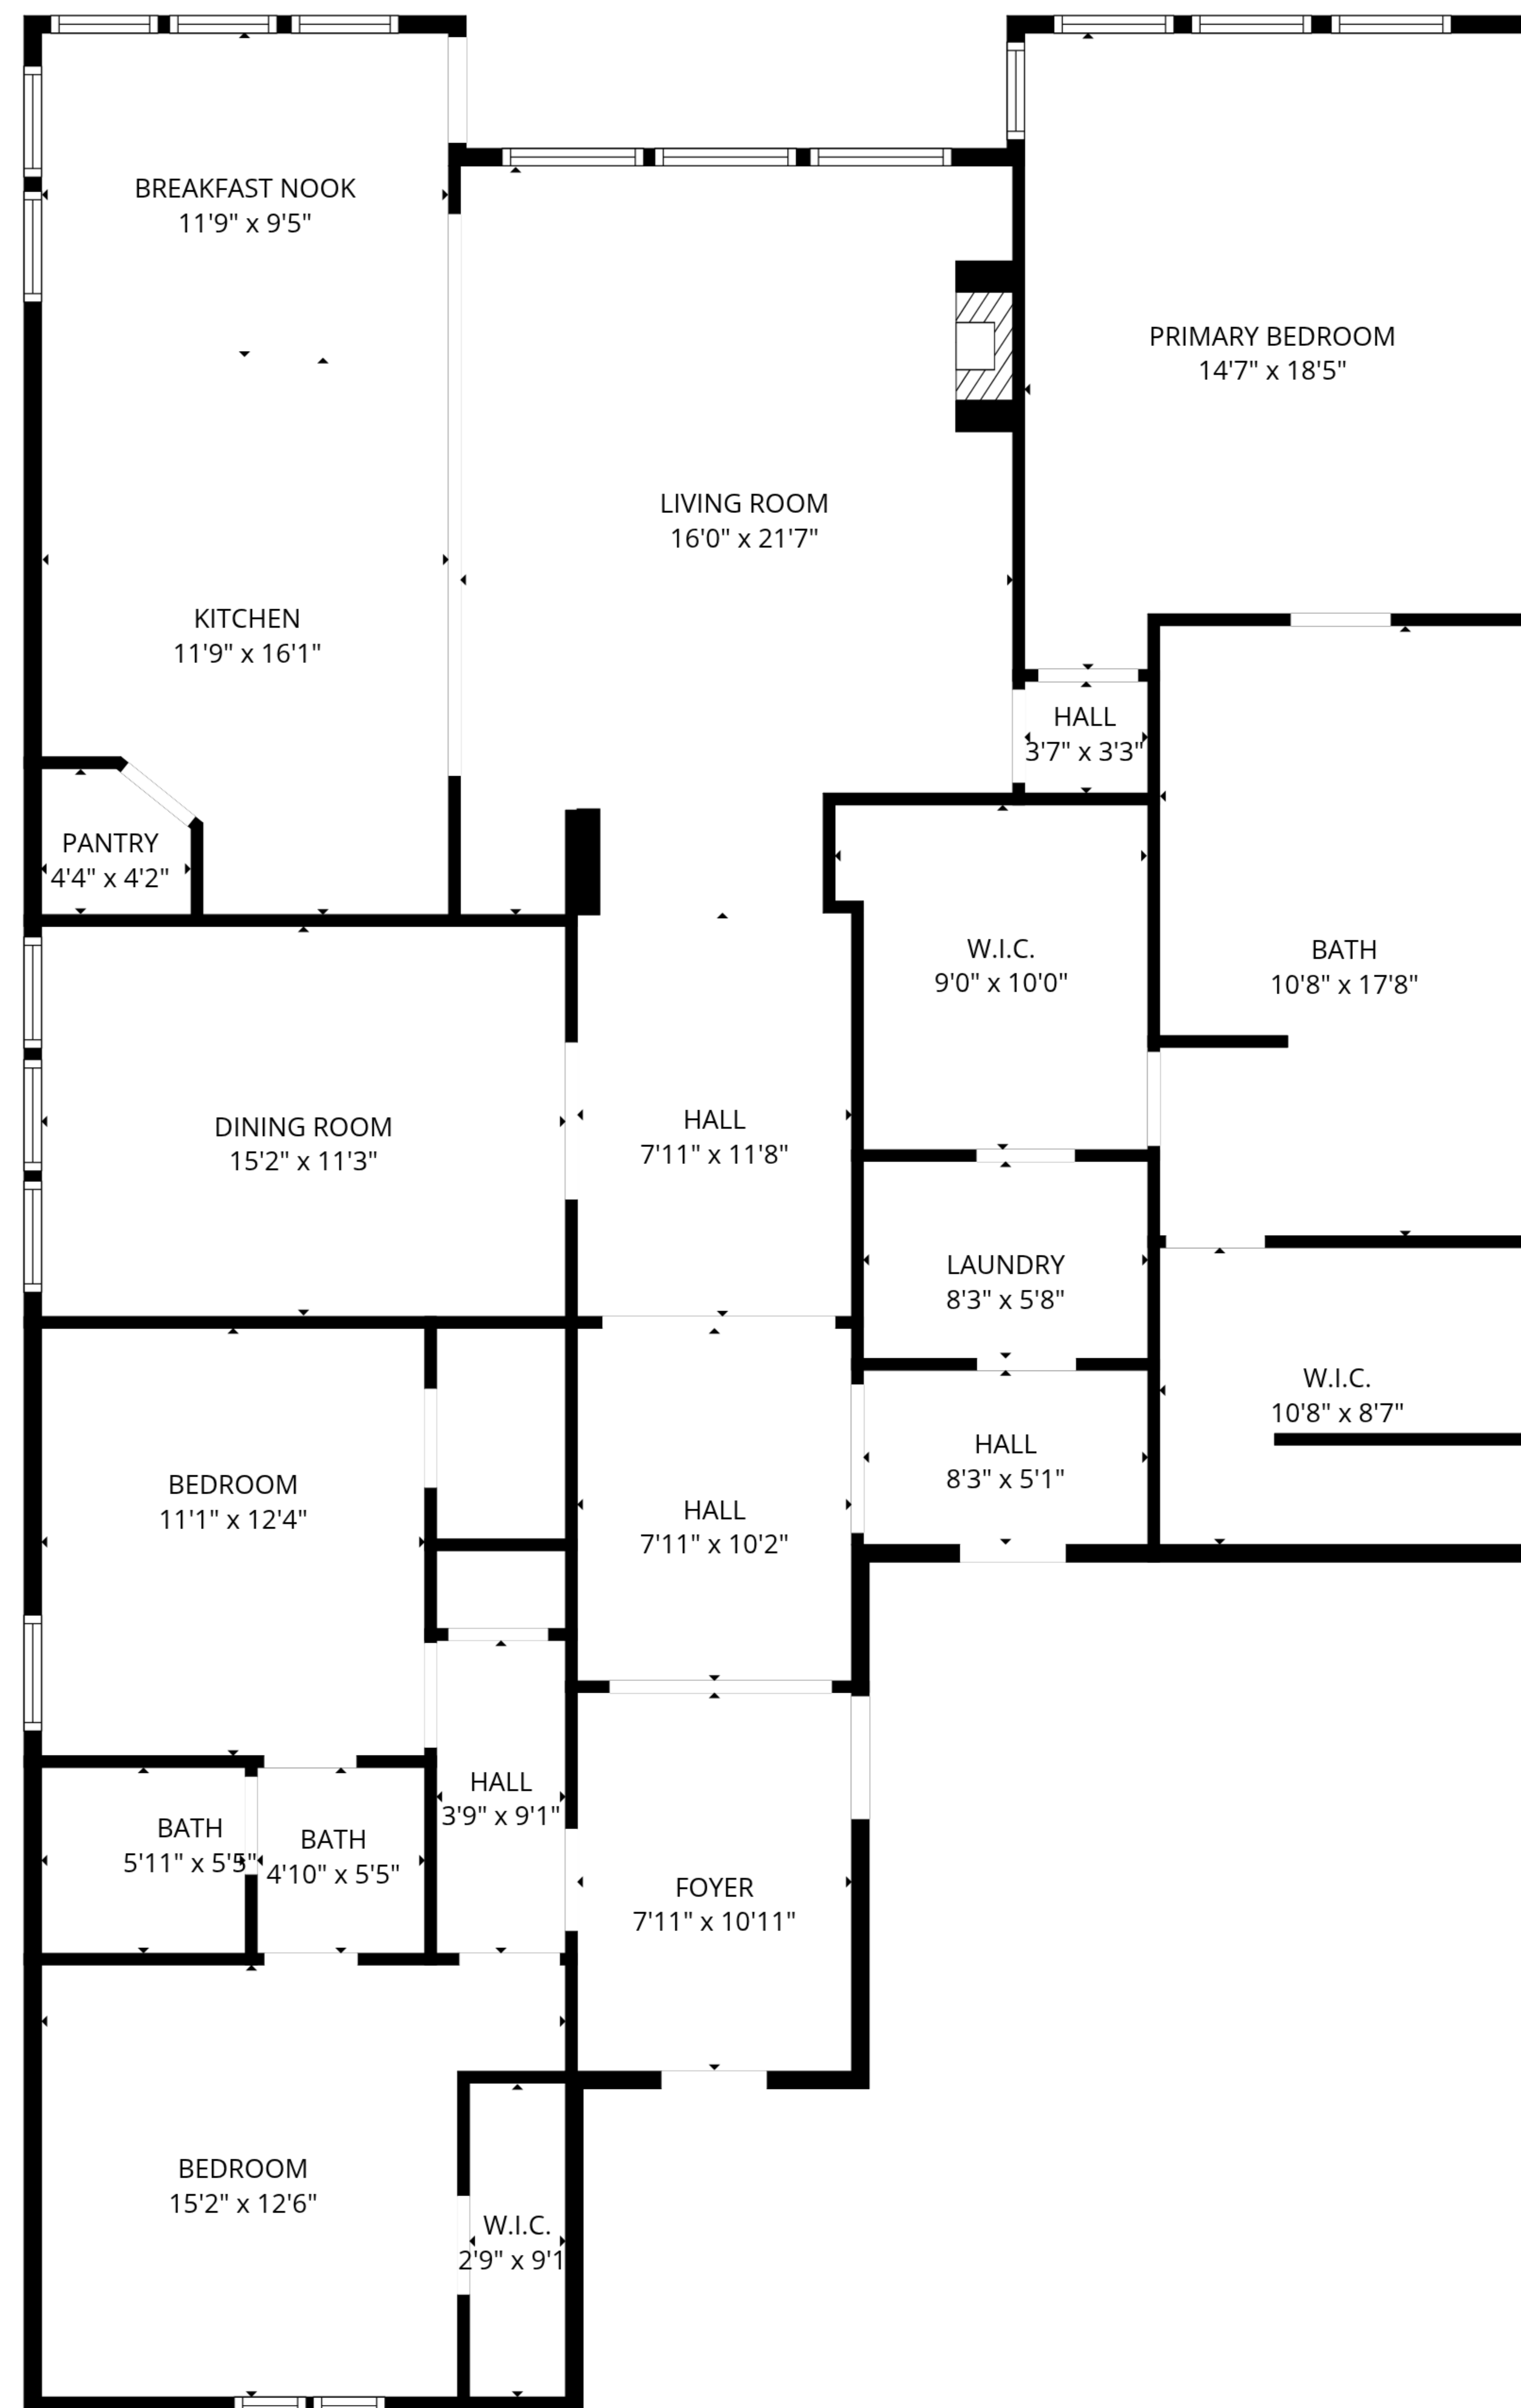 BREAKFAST NOOK
11'9" x 9'5"
PRIMARY BEDROOM
14'7" x 18'5"
LIVING ROOM
16'0" x 21'7"
KITCHEN
11'9" x 16'1"
HALL
3'7" x 3'3"
PANTRY
4'4" x 4'2"
W.I.C.
9'0" x 10'0"
BATH
10'8" x 17'8"
DINING ROOM
15'2" x 11'3"
HALL
7'11" x 11'8"
LAUNDRY
8'3" x 5'8"
W.I.C.
10'8" x 8'7"
HALL
8'3" x 5'1"
BEDROOM
11'1" x 12'4"
HALL
7'11" x 10'2"
HALL
3'9" x 9'1"
BATH
5'11" x 5'5"
BATH
4'10" x 5'5"
FOYER
7'11" x 10'11"
BEDROOM
15'2" x 12'6"
W.I.C.
2'9" x 9'1